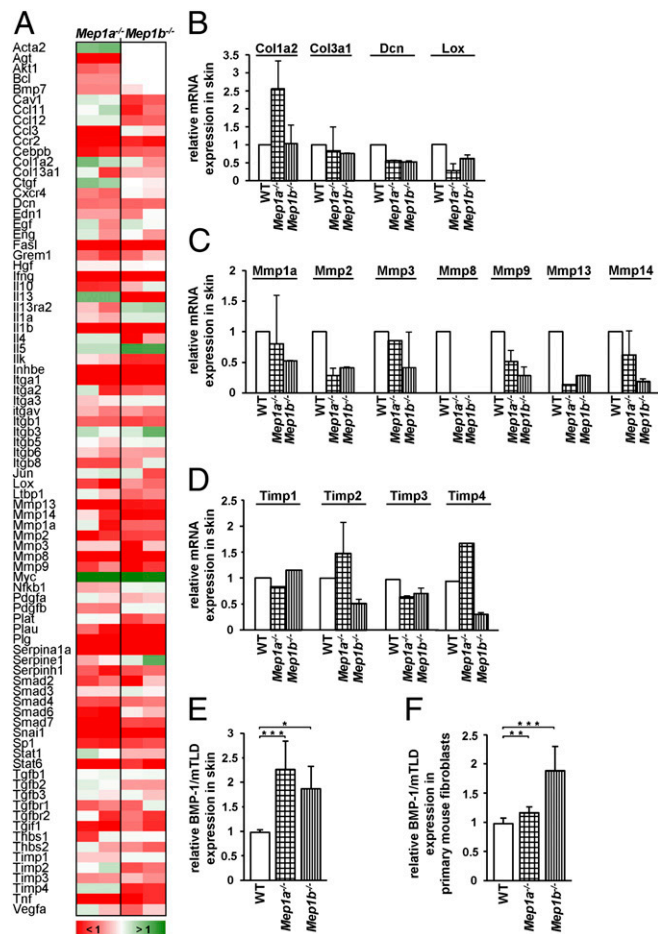 A
Mep1a-/- Mep1b-/-
Acta2
Agt
Akt1
Bcl
Bmp7
Cav1
Ccl11
Ccl12
Ccl3
Ccr2
Cebpb
Col1a2
Col13a1
Ctgf
Cxcr4
Dcn
Edn1
Egf
Eng
Fasl
Grem1
Hgf
Ifng
Il10
Il13
Il13ra2
Il1a
Il1b
Il4
Il5
Ilk
Inhbe
Itga1
Itga2
Itga3
itgav
Itgb1
Itgb3
Itgb5
Itgb6
Itgb8
Jun
Lox
Ltbp1
Mmp13
Mmp14
Mmp1a
Mmp2
Mmp3
Mmp8
Mmp9
Myc
Nfkb1
Pdgfa
Pdgfb
Plat
Plau
Plg
Serpina1a
Serpine1
Serpinh1
Smad2
Smad3
Smad4
Smad6
Smad7
Snai1
Sp1
Stat1
Stat6
Tgfb1
Tgfb2
Tgfb3
Tgfbr1
Tgfbr2
Tgif1
Thbs1
Thbs2
Timp1
Timp2
Timp3
Timp4
Tnf
Vegfa
< 1 > 1
B
Col1a2 Col3a1 Dcn Lox
relative mRNA
expression in skin
3.5
3
2.5
2
1.5
1
0.5
0
WT Mep1a-/- Mep1b-/- WT Mep1a-/- Mep1b-/- WT Mep1a-/- Mep1b-/- WT Mep1a-/- Mep1b-/-
C
Mmp1a Mmp2 Mmp3 Mmp8 Mmp9 Mmp13 Mmp14
relative mRNA
expression in skin
2
1.5
1
0.5
0
WT Mep1a-/- Mep1b-/- WT Mep1a-/- Mep1b-/- WT Mep1a-/- Mep1b-/- WT Mep1a-/- Mep1b-/- WT Mep1a-/- Mep1b-/- WT Mep1a-/- Mep1b-/- WT Mep1a-/- Mep1b-/-
D
Timp1 Timp2 Timp3 Timp4
relative mRNA
expression in skin
2.5
2
1.5
1
0.5
0
WT Mep1a-/- Mep1b-/- WT Mep1a-/- Mep1b-/- WT Mep1a-/- Mep1b-/- WT Mep1a-/- Mep1b-/-
E
relative BMP-1/mTLD
expression in skin
3
2.5
2
1.5
1
0.5
0
*
***
WT Mep1a-/- Mep1b-/-
F
relative BMP-1/mTLD
expression in
primary mouse fibroblasts
2.5
2
1.5
1
0.5
0
***
**
WT Mep1a-/- Mep1b-/-